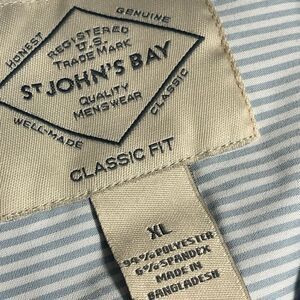 HONEST
GENUINE
REGISTERED
U.S.
TRADE MARK
ST JOHN'S BAY
QUALITY
MENSWEAR
WELL-MADE
CLASSIC
CLASSIC FIT
XL
94% POLYESTER
6% SPANDEX
MADE IN
BANGLADESH